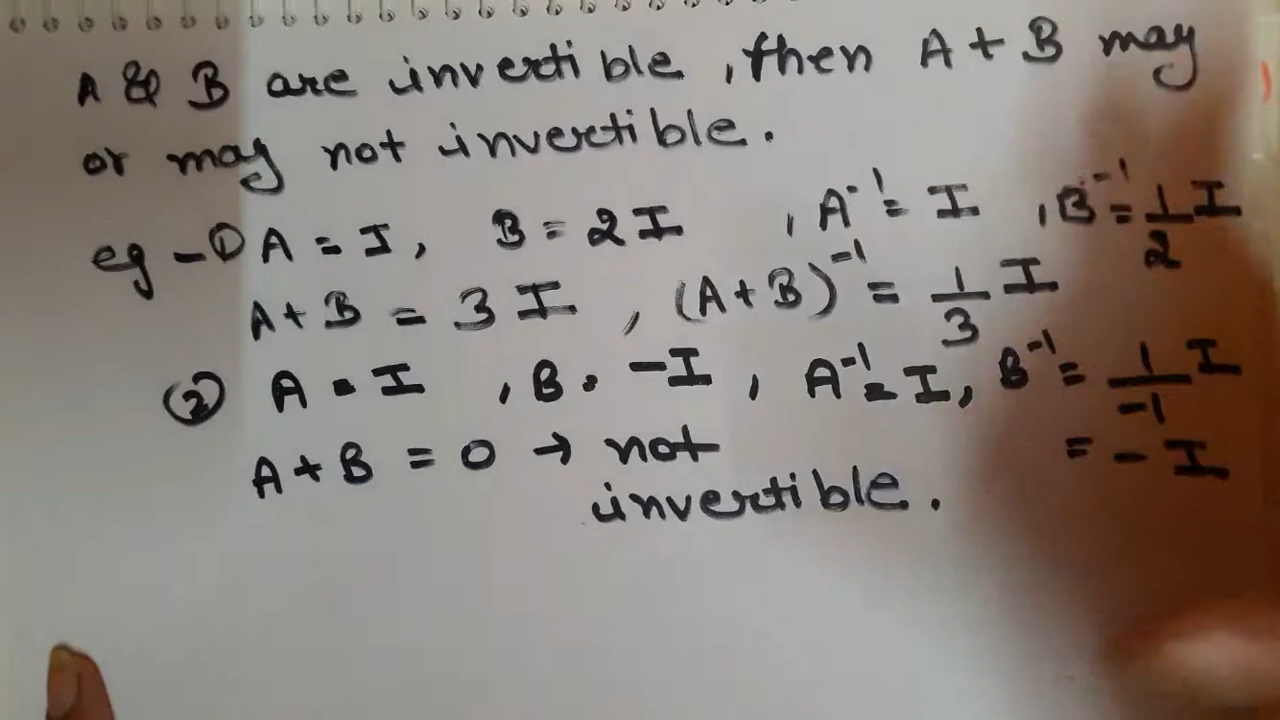 A & B are invertible, then A + B may
or may not invertible.
eg - ① A = I, B = 2I , A⁻¹ = I , B⁻¹ = 1/2 I
A + B = 3I , (A+B)⁻¹ = 1/3 I
② A = I , B = -I , A⁻¹ = I, B⁻¹ = 1/-1 I
A + B = 0 → not = - I
invertible.